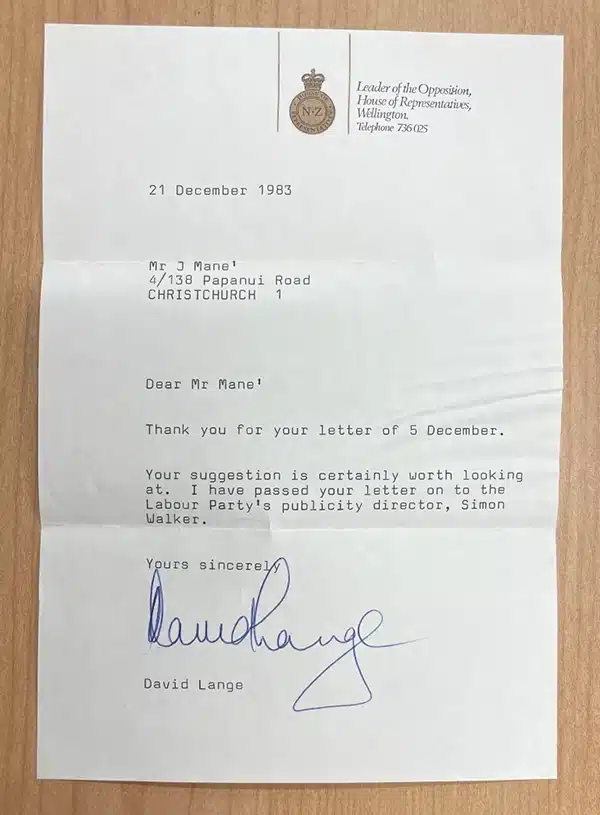 HOUSE OF
N Z
REPRESENTATIVES
Leader of the Opposition,
House of Representatives,
Wellington.
Telephone 736 025
21 December 1983
Mr J Mane'
4/138 Papanui Road
CHRISTCHURCH 1
Dear Mr Mane'
Thank you for your letter of 5 December.
Your suggestion is certainly worth looking
at. I have passed your letter on to the
Labour Party's publicity director, Simon
Walker.
Yours sincerely
David Lange
David Lange